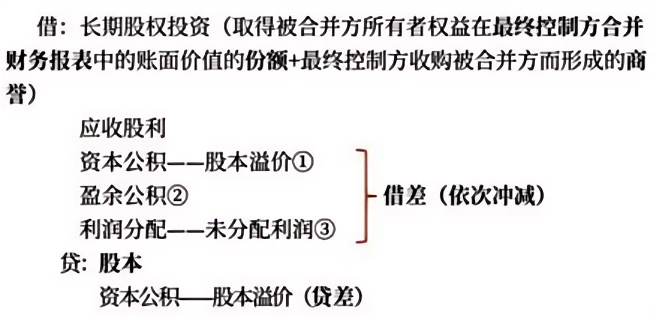 借：长期股权投资（取得被合并方所有者权益在最终控制方合并
财务报表中的账面价值的份额+最终控制方收购被合并方而形成的商
誉）
应收股利
资本公积——股本溢价①
盈余公积②
利润分配——未分配利润③
借差（依次冲减）
贷：股本
资本公积——股本溢价（贷差）